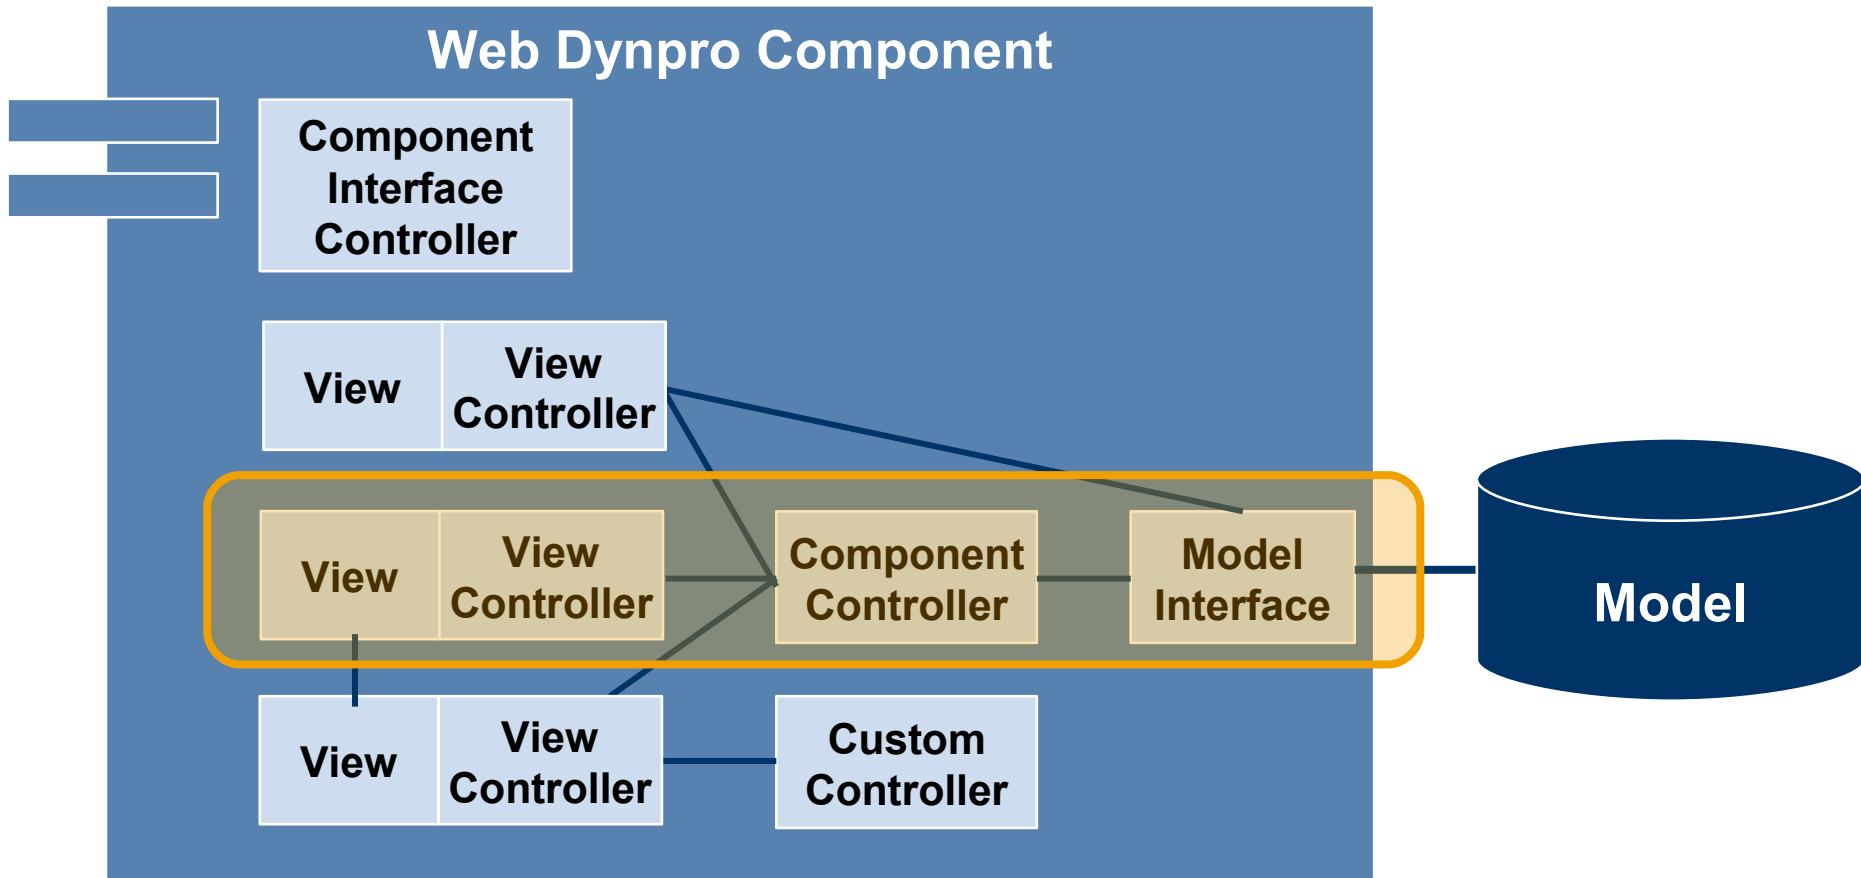 Web Dynpro Component
Component
Interface
Controller
View
View
Controller
View
View
Controller
Component
Controller
Model
Interface
Model
View
View
Controller
Custom
Controller